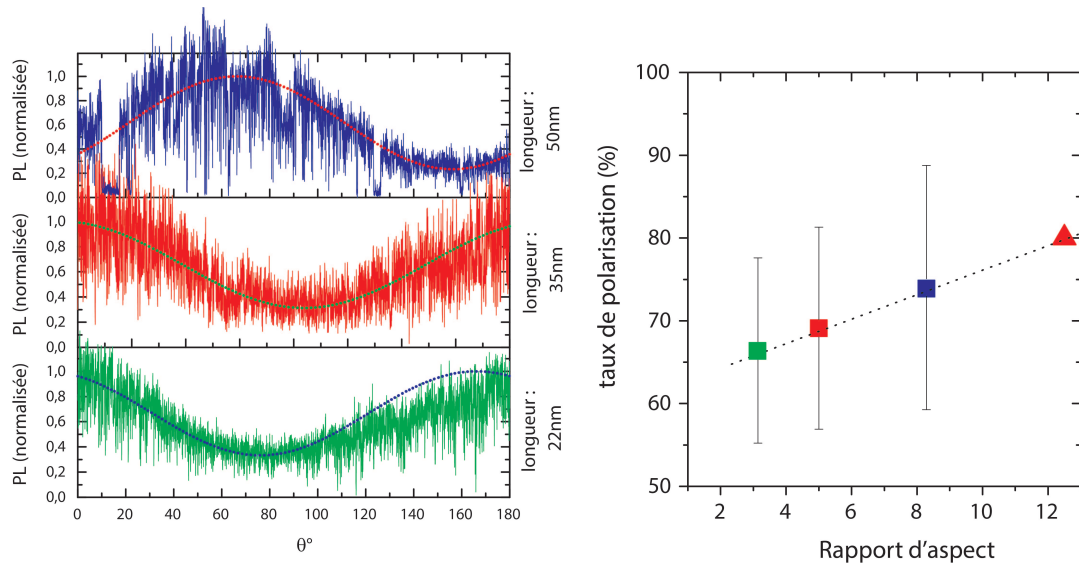 PL (normalisée)
1,0
0,8
0,6
0,4
0,2
0,0
longueur :
50nm
PL (normalisée)
1,0
0,8
0,6
0,4
0,2
0,0
longueur :
35nm
PL (normalisée)
1,0
0,8
0,6
0,4
0,2
0,0
longueur :
22nm
0 20 40 60 80 100 120 140 160 180
θ°
taux de polarisation (%)
100
90
80
70
60
50
2 4 6 8 10 12
Rapport d'aspect